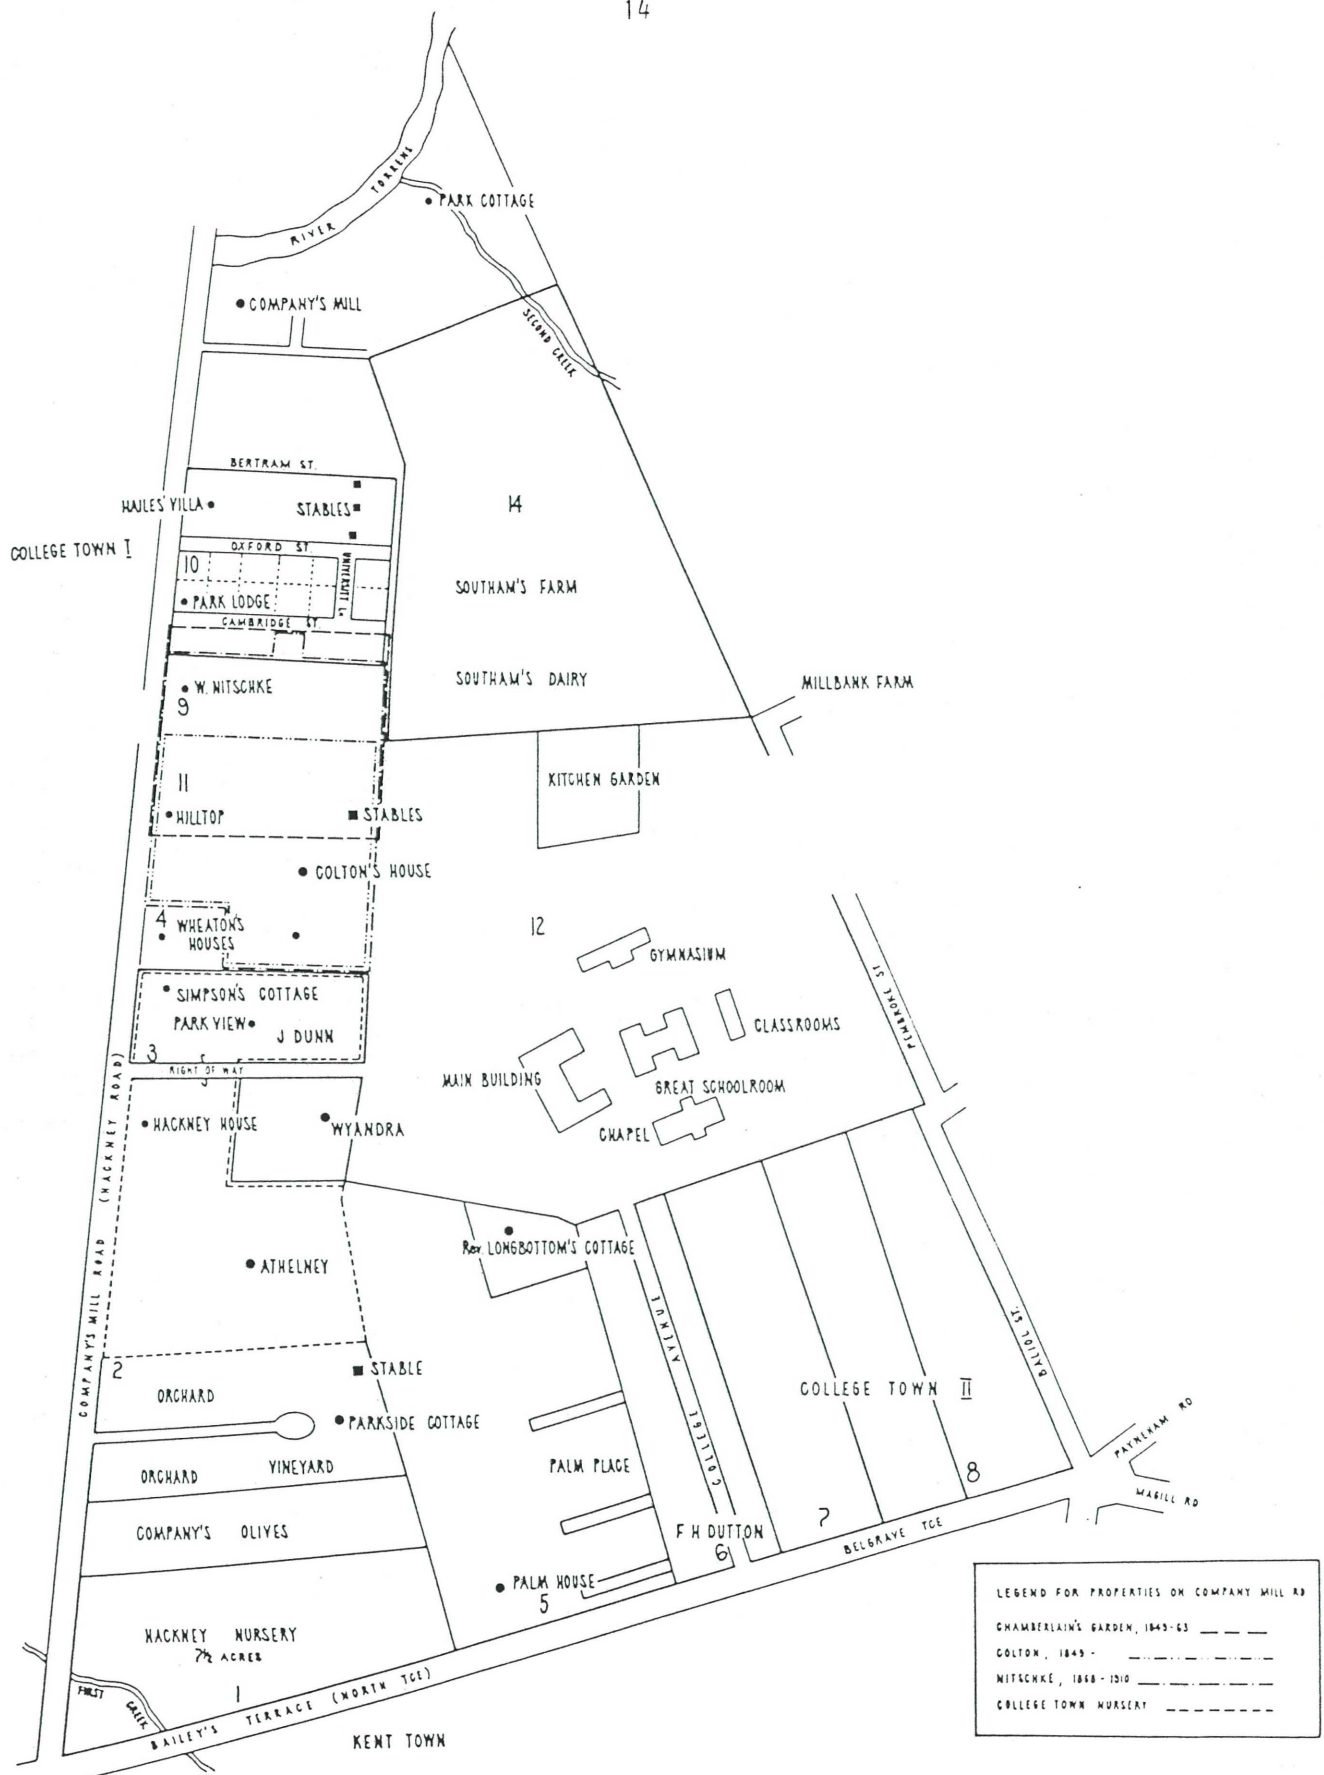 14
RIVER TORRENS
PARK COTTAGE
COMPANY'S MILL
SECOND CREEK
BERTRAM ST.
HAILES' VILLA
STABLES
14
COLLEGE TOWN I
OXFORD ST.
10
UNIVERSITY LN
SOUTHAM'S FARM
PARK LODGE
CAMBRIDGE ST.
SOUTHAM'S DAIRY
MILLBANK FARM
W. NITSCHKE
9
11
KITCHEN GARDEN
HILLTOP
STABLES
COLTON'S HOUSE
4
WHEATON'S
HOUSES
12
GYMNASIUM
PEMBROKE ST
SIMPSON'S COTTAGE
PARK VIEW
J DUNN
3
CLASSROOMS
RIGHT OF WAY
MAIN BUILDING
GREAT SCHOOLROOM
HACKNEY HOUSE
WYANDRA
CHAPEL
COMPANY'S MILL ROAD (HACKNEY ROAD)
Rev. LONGBOTTOM'S COTTAGE
ATHELNEY
COLLEGE AVENUE
BALLIOL ST.
2
STABLE
ORCHARD
COLLEGE TOWN II
PARKSIDE COTTAGE
PAYNEHAM RD
ORCHARD
VINEYARD
PALM PLACE
8
MAGILL RD
COMPANY'S OLIVES
F H DUTTON
6
7
BELGRAVE TCE
PALM HOUSE
5
HACKNEY NURSERY
7½ ACRES
1
FIRST CREEK
BAILEY'S TERRACE (NORTH TCE)
KENT TOWN
LEGEND FOR PROPERTIES ON COMPANY MILL RD
CHAMBERLAIN'S GARDEN, 1849-63
COLTON, 1849 -
NITSCHKE, 1868 - 1910
COLLEGE TOWN NURSERY